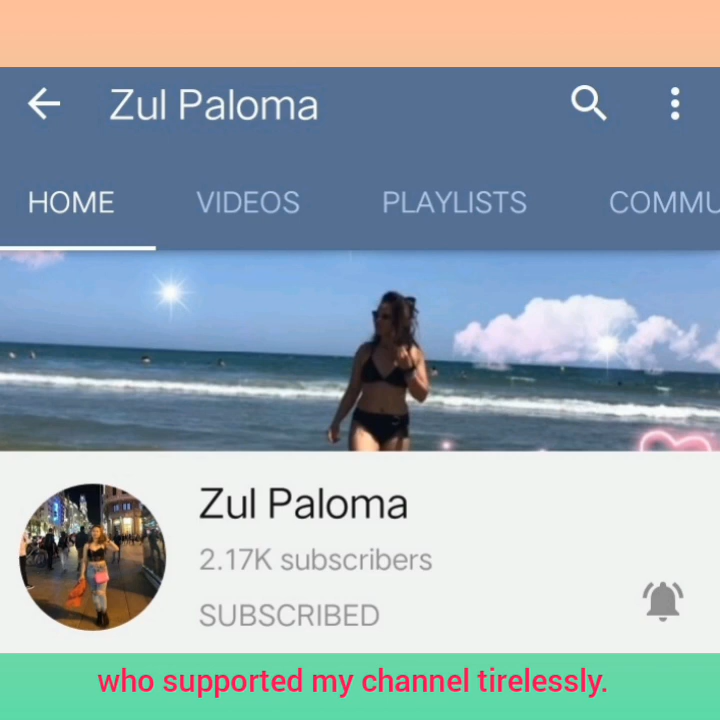 Zul Paloma
HOME VIDEOS PLAYLISTS COMMU
Zul Paloma
2.17K subscribers
SUBSCRIBED
who supported my channel tirelessly.